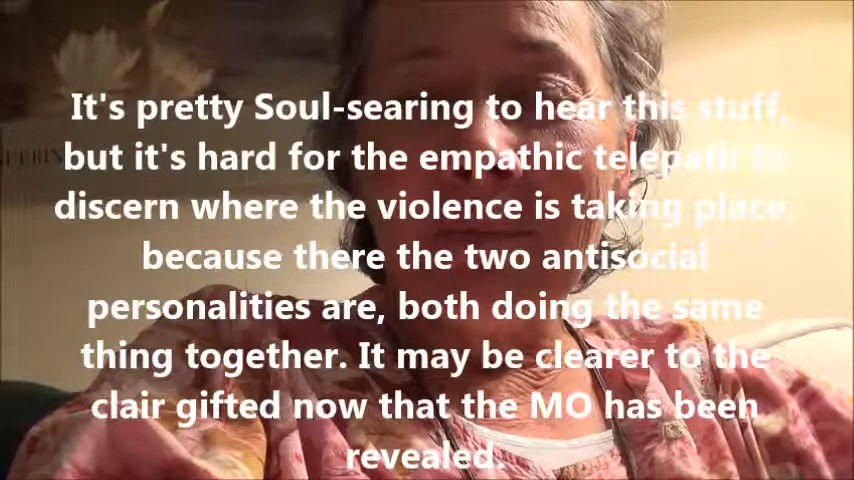 It's pretty Soul-searing to hear this stuff,
but it's hard for the empathic telepath to
discern where the violence is taking place,
because there the two antisocial
personalities are, both doing the same
thing together. It may be clearer to the
clair gifted now that the MO has been
revealed.